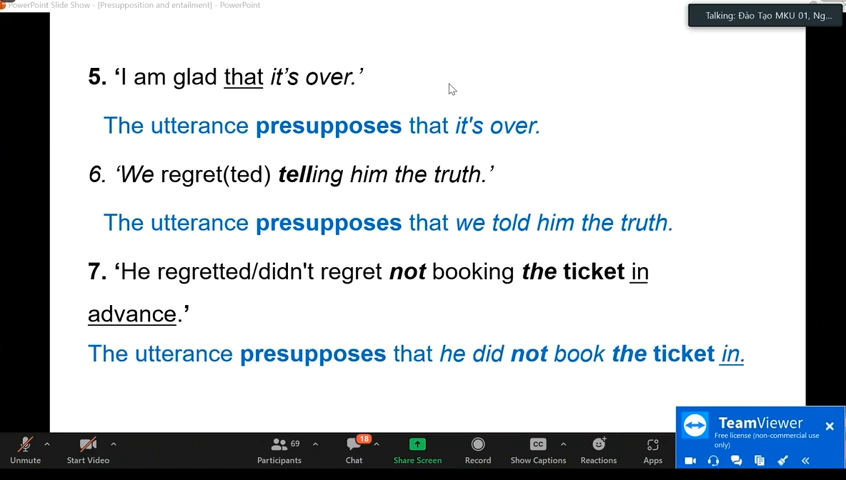 PowerPoint Slide Show - [Presupposition and entailment] - PowerPoint
Talking: Đào Tạo MKU 01, Ng...
5. ‘I am glad that it’s over.’
The utterance presupposes that it's over.
6. ‘We regret(ted) telling him the truth.’
The utterance presupposes that we told him the truth.
7. ‘He regretted/didn't regret not booking the ticket in
advance.’
The utterance presupposes that he did not book the ticket in.
TeamViewer
Free license (non-commercial use
only)
69
18
CC
Unmute
Start Video
Participants
Chat
Share Screen
Record
Show Captions
Reactions
Apps